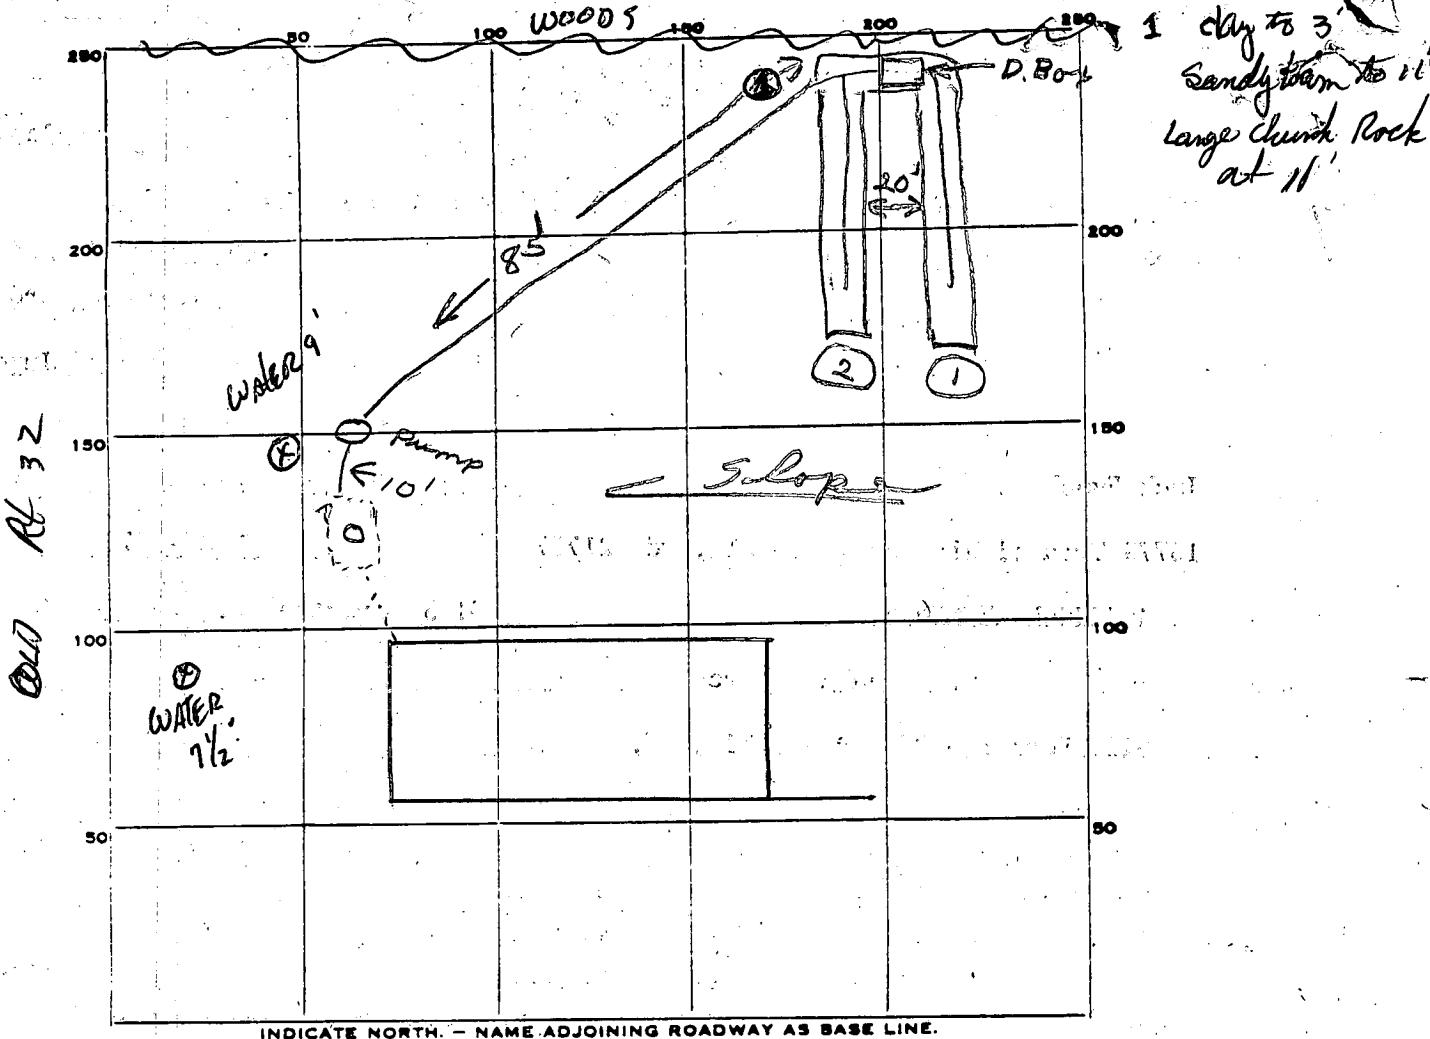 WOODS
50 100 150 200 250
1 clay to 3'
Sandy loam to 11'
Large Chunk Rock
at 11'
250
D. Box
20'
200 200
85'
WATER 9'
2 1
150 150
Pump
10'
Slope
OLD Rt 32
100 100
WATER
7 1/2'
50 50
INDICATE NORTH. — NAME ADJOINING ROADWAY AS BASE LINE.